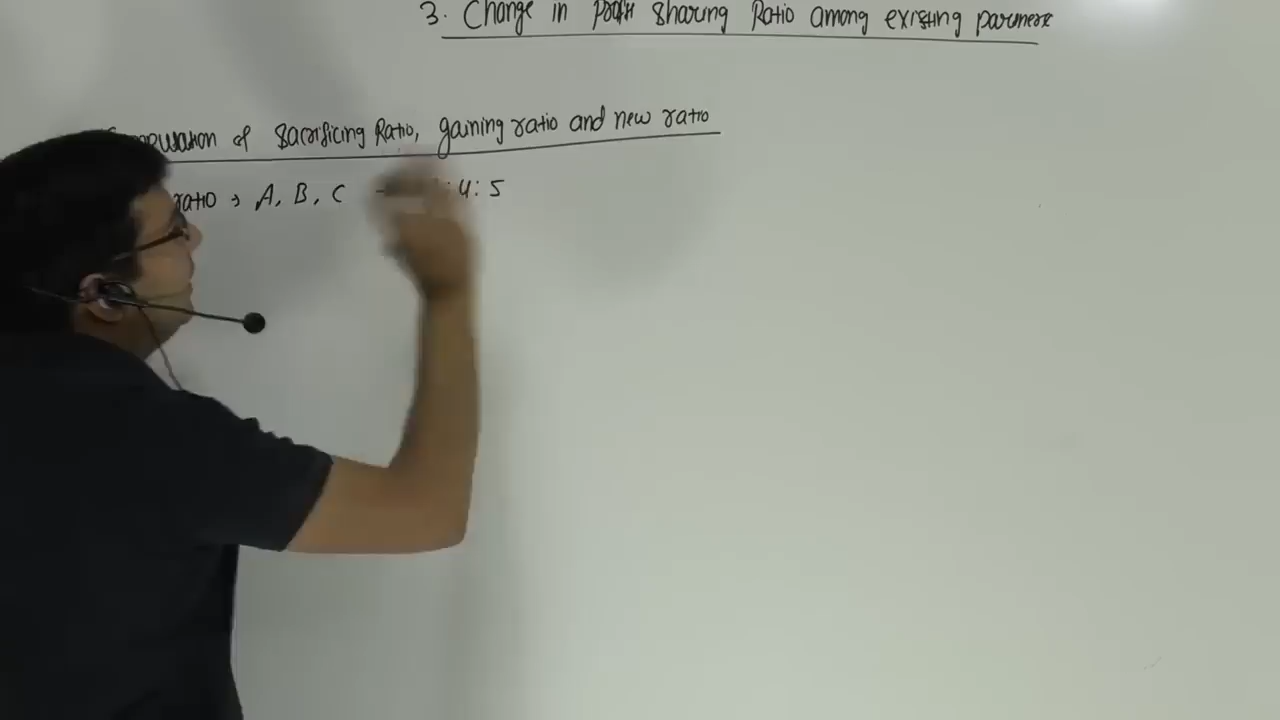 3. Change in Profit Sharing Ratio among existing partners
of Sacrificing Ratio, gaining ratio and new ratio
ratio → A, B, C : 4 : 5